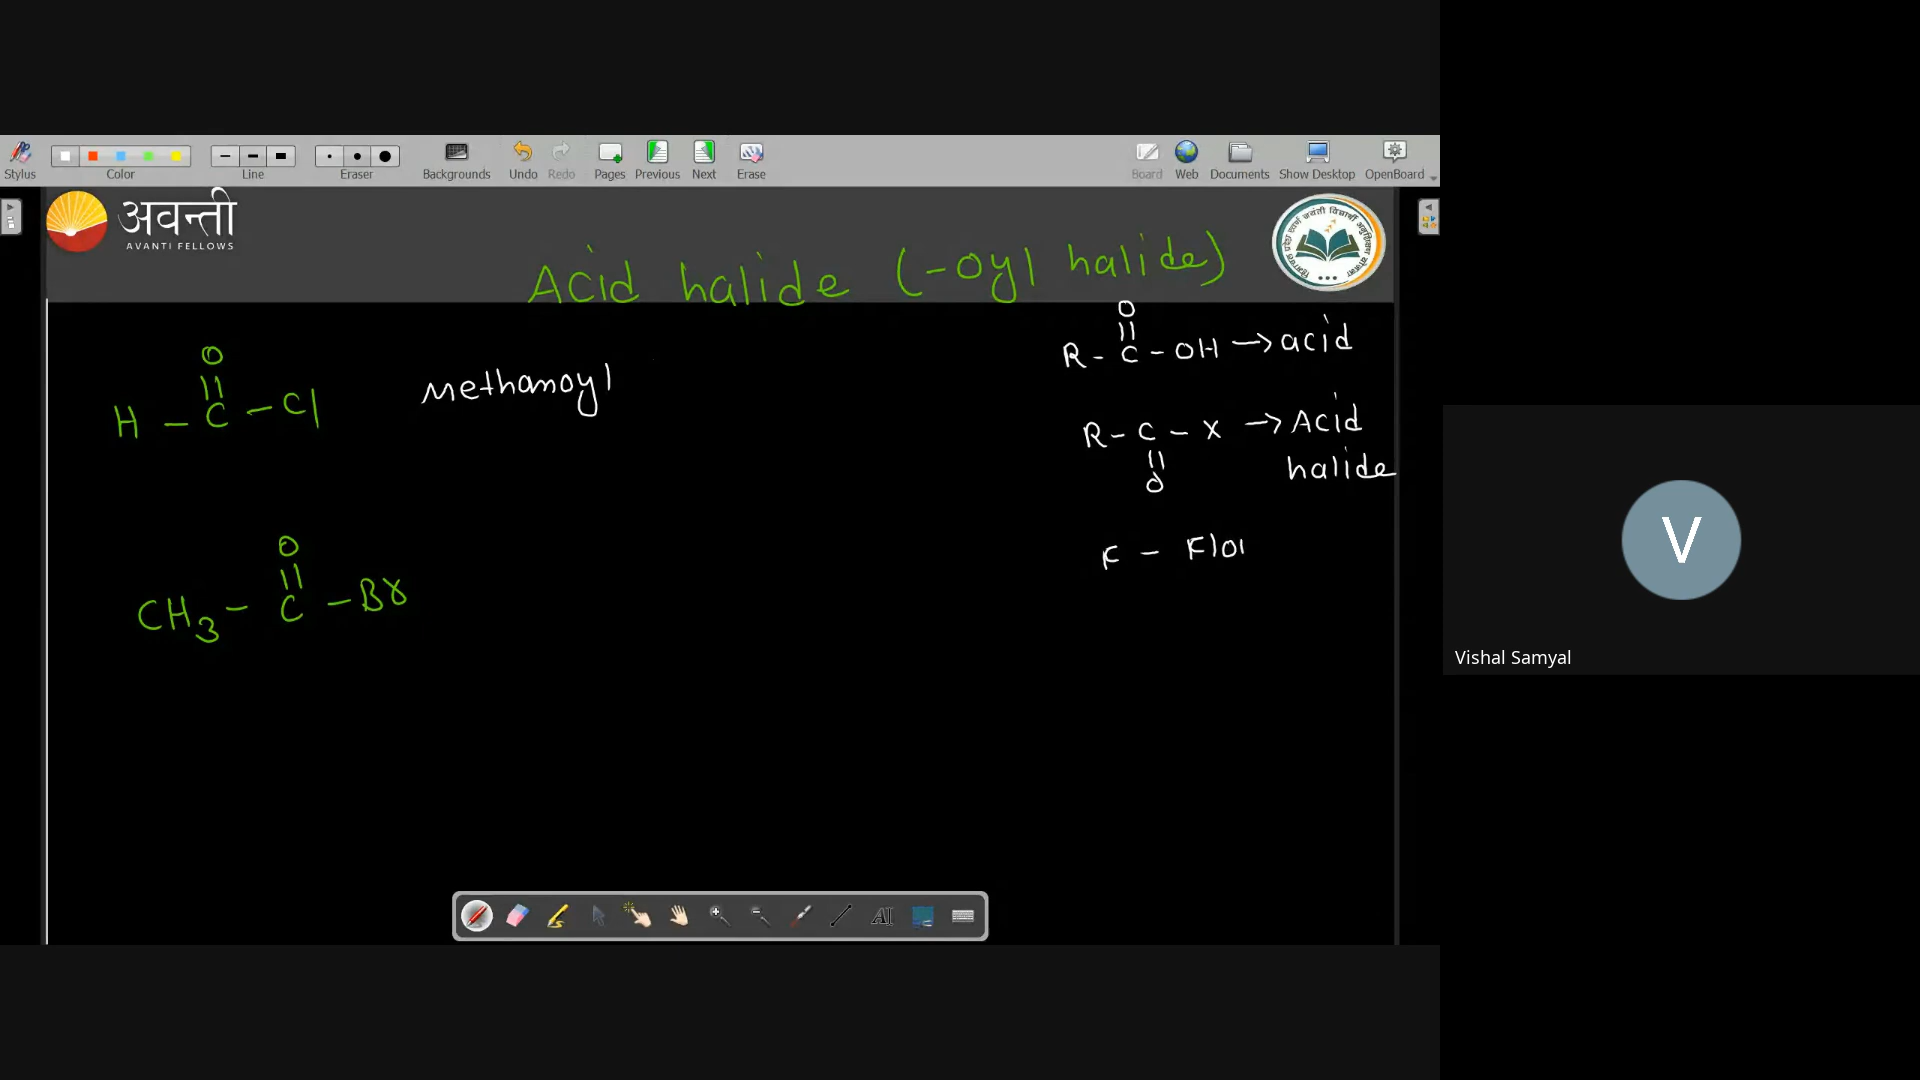 Stylus Color Line Eraser Backgrounds Undo Redo Pages Previous Next Erase Board Web Documents Show Desktop OpenBoard
अवन्ती
AVANTI FELLOWS
Acid halide (-oyl halide)
O
||
R - C - OH → acid
O
||
H - C - Cl
Methanoyl
R - C - X → Acid halide
||
O
F - Flo
O
||
CH3 - C - Br
V
Vishal Samyal
AI